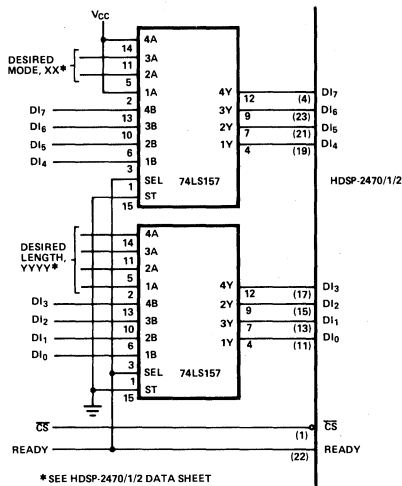 VCC
4A
14
DESIRED MODE, XX*
3A
11
2A
5
1A
2
4Y
12
(4)
DI7
DI7
4B
13
3Y
9
(23)
DI6
DI6
3B
10
2Y
7
(21)
DI5
DI5
2B
6
1Y
4
(19)
DI4
DI4
1B
3
SEL
1
74LS157
HDSP-2470/1/2
ST
15
4A
14
DESIRED LENGTH, YYYY*
3A
11
2A
5
1A
2
4Y
12
(17)
DI3
DI3
4B
13
2Y
9
(15)
DI2
DI2
3B
10
3Y
7
(13)
DI1
DI1
2B
6
1Y
4
(11)
DI0
DI0
1B
3
SEL
1
74LS157
ST
15
CS
(1)
CS
READY
(22)
READY
*SEE HDSP-2470/1/2 DATA SHEET